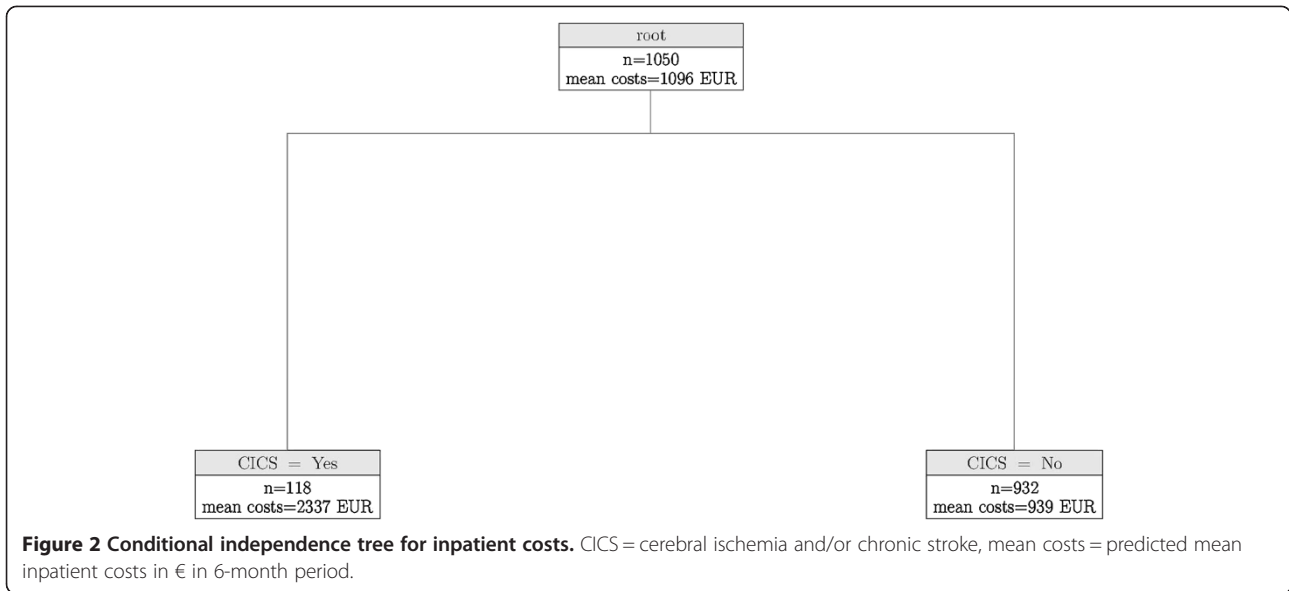 root
n=1050
mean costs=1096 EUR
CICS = Yes
n=118
mean costs=2337 EUR
CICS = No
n=932
mean costs=939 EUR
Figure 2 Conditional independence tree for inpatient costs. CICS = cerebral ischemia and/or chronic stroke, mean costs = predicted mean
inpatient costs in € in 6-month period.